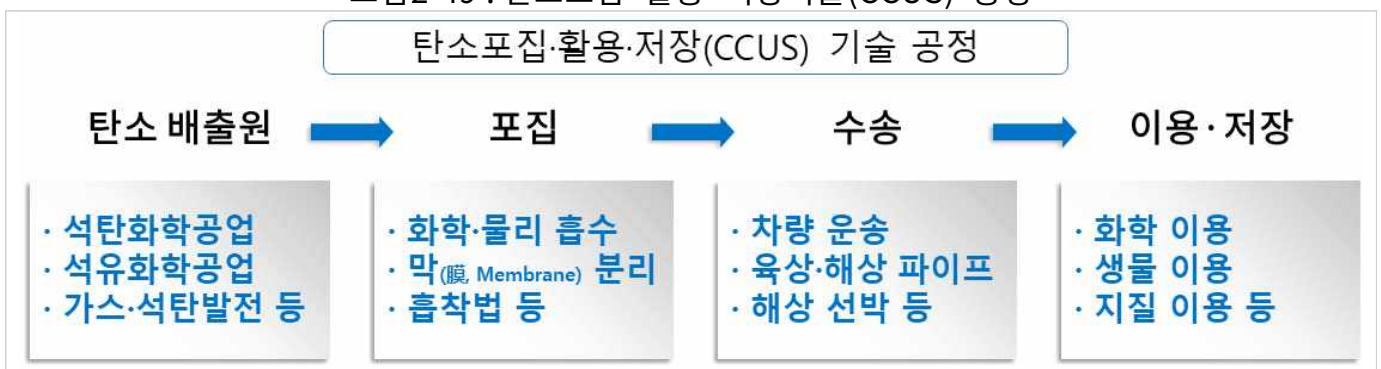 탄소포집·활용·저장(CCUS) 기술 공정
탄소 배출원
포집
수송
이용·저장
· 석탄화학공업
· 석유화학공업
· 가스·석탄발전 등
· 화학·물리 흡수
· 막(膜, Membrane) 분리
· 흡착법 등
· 차량 운송
· 육상·해상 파이프
· 해상 선박 등
· 화학 이용
· 생물 이용
· 지질 이용 등